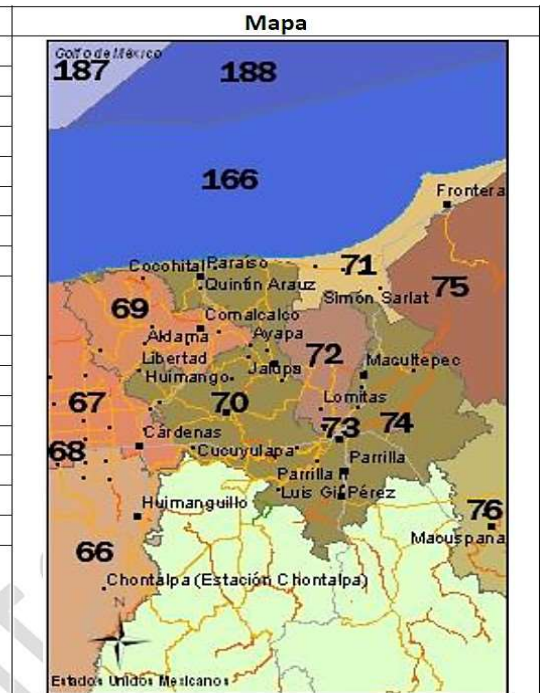 Mapa
Golfo de México
187
188
166
Frontera
Cocohital Paraíso
71
Quintín Arauz
75
Simón Sarlat
69
Comalcalco
Aldama
Ayapa
72
Libertad
Jalapa
Macultepec
Huimango
67
70
Lomitas
74
73
Cárdenas
68
Cucuyulapa
Parrilla
Parrilla II
Luis Gil Pérez
Huimanguillo
76
Macuspana
66
Chontalpa (Estación Chontalpa)
N
Estados Unidos Mexicanos